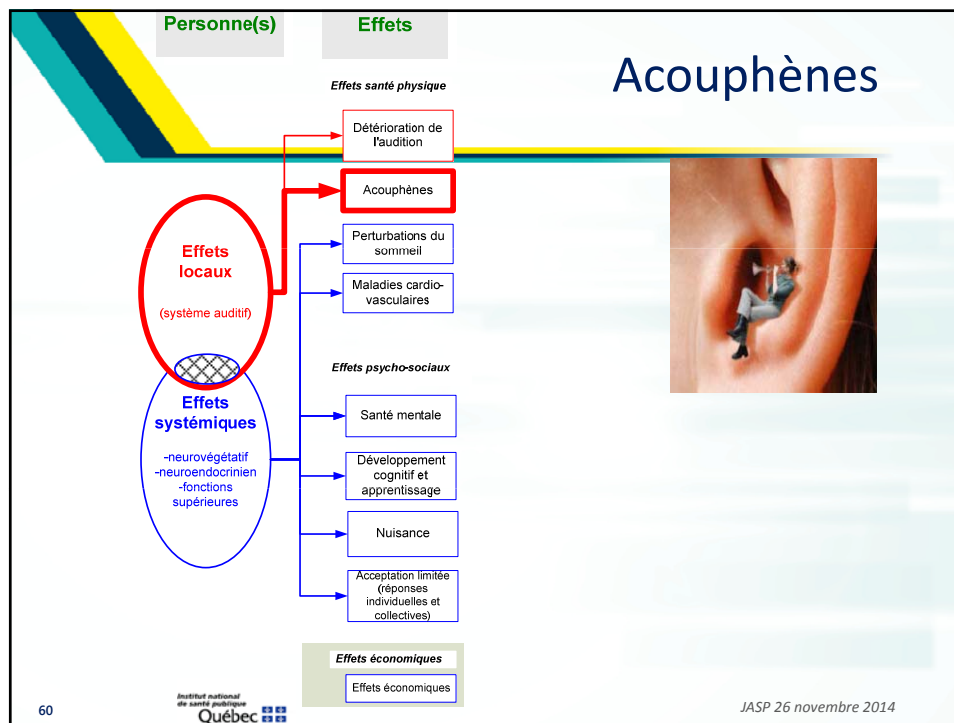 Personne(s)
Effets
Acouphènes
Effets santé physique
Détérioration de
l'audition
Acouphènes
Perturbations du
sommeil
Maladies cardio-
vasculaires
Effets
locaux
(système auditif)
Effets psycho-sociaux
Effets
systémiques
-neurovégétatif
-neuroendocrinien
-fonctions
supérieures
Santé mentale
Développement
cognitif et
apprentissage
Nuisance
Acceptation limitée
(réponses
individuelles et
collectives)
Effets économiques
Effets économiques
60
Institut national
de santé publique
Québec
JASP 26 novembre 2014